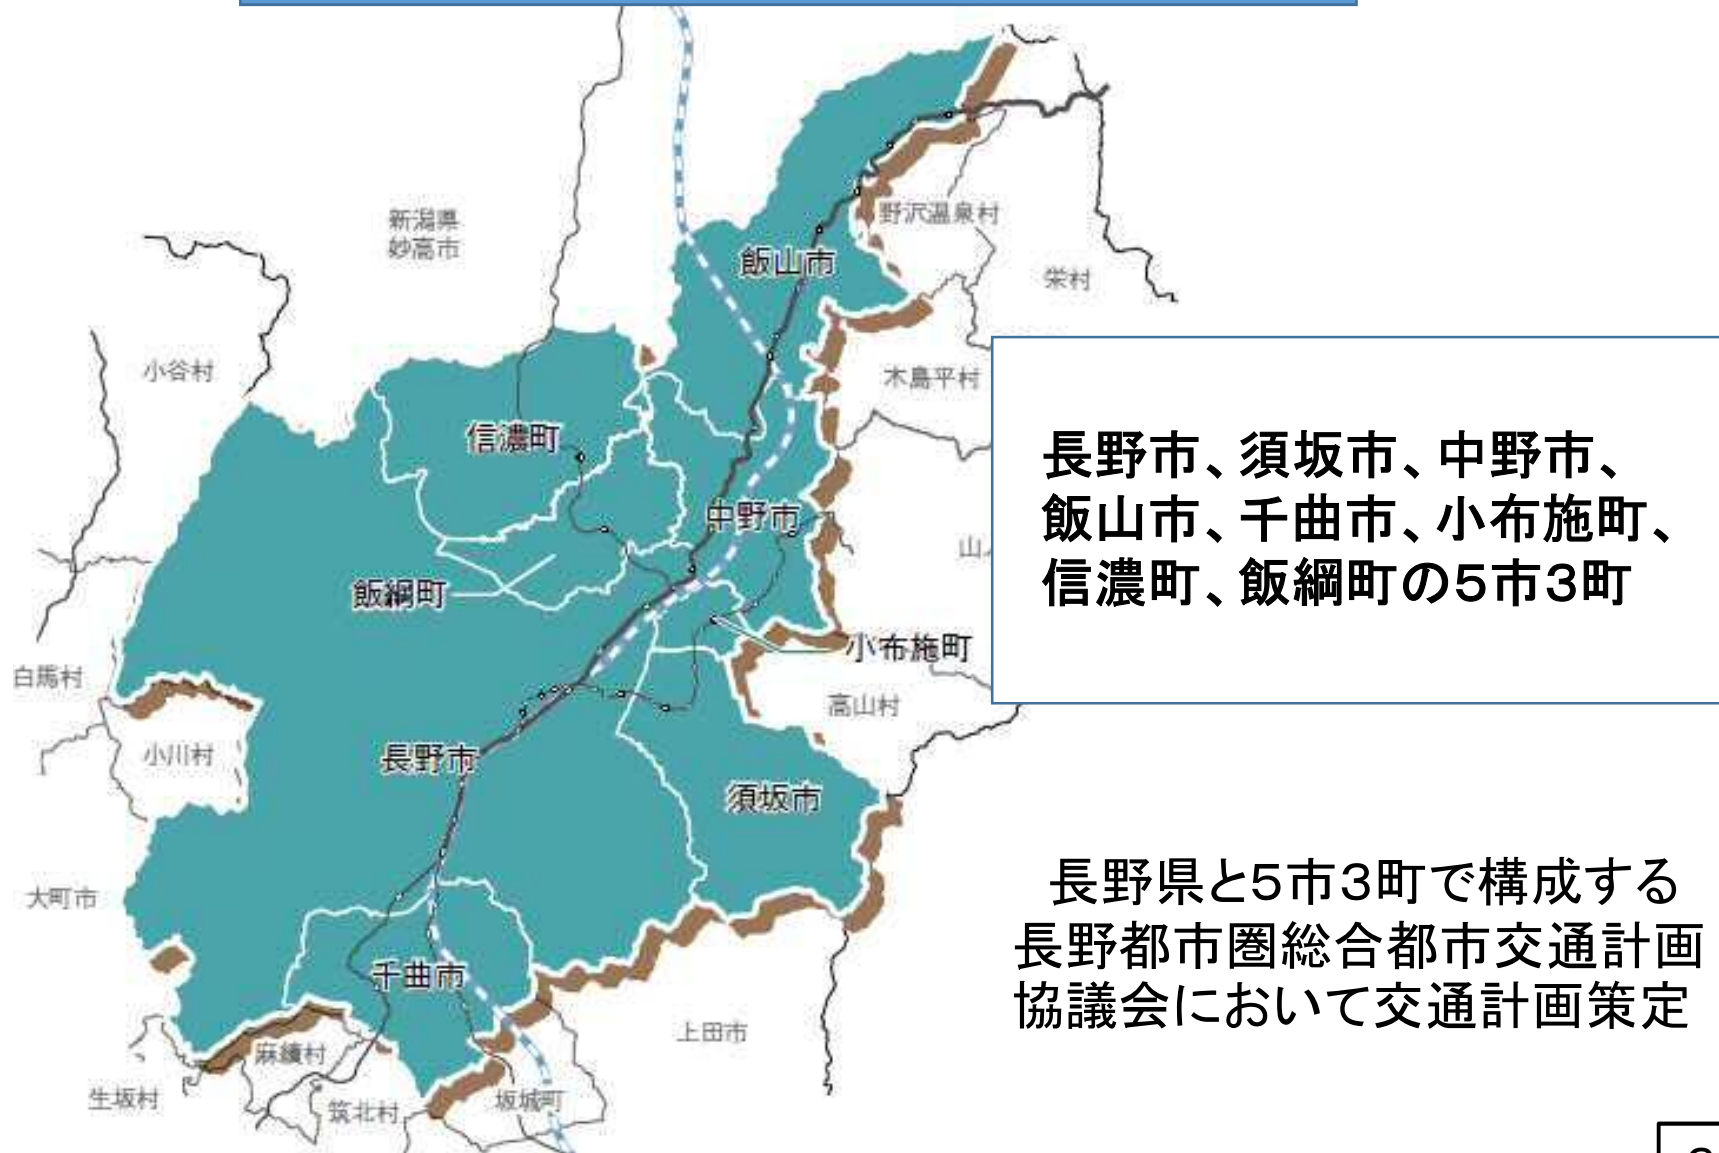 新潟県
妙高市
野沢温泉村
飯山市
栄村
小谷村
木島平村
信濃町
中野市
飯綱町
小布施町
白馬村
高山村
小川村
長野市
須坂市
大町市
千曲市
上田市
麻績村
生坂村
筑北村
坂城町
長野市、須坂市、中野市、
飯山市、千曲市、小布施町、
信濃町、飯綱町の5市3町
長野県と5市3町で構成する
長野都市圏総合都市交通計画
協議会において交通計画策定